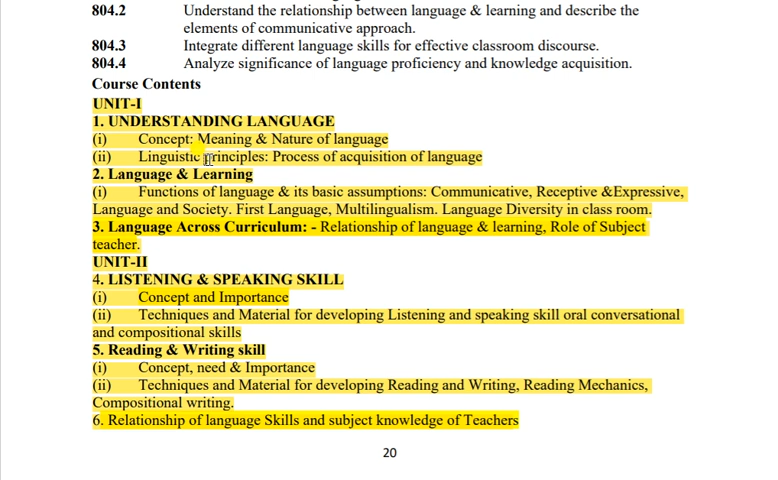 804.2 Understand the relationship between language & learning and describe the
elements of communicative approach.
804.3 Integrate different language skills for effective classroom discourse.
804.4 Analyze significance of language proficiency and knowledge acquisition.
Course Contents
UNIT-I
1. UNDERSTANDING LANGUAGE
(i) Concept: Meaning & Nature of language
(ii) Linguistic principles: Process of acquisition of language
2. Language & Learning
(i) Functions of language & its basic assumptions: Communicative, Receptive &Expressive,
Language and Society. First Language, Multilingualism. Language Diversity in class room.
3. Language Across Curriculum: - Relationship of language & learning, Role of Subject
teacher.
UNIT-II
4. LISTENING & SPEAKING SKILL
(i) Concept and Importance
(ii) Techniques and Material for developing Listening and speaking skill oral conversational
and compositional skills
5. Reading & Writing skill
(i) Concept, need & Importance
(ii) Techniques and Material for developing Reading and Writing, Reading Mechanics,
Compositional writing.
6. Relationship of language Skills and subject knowledge of Teachers
20